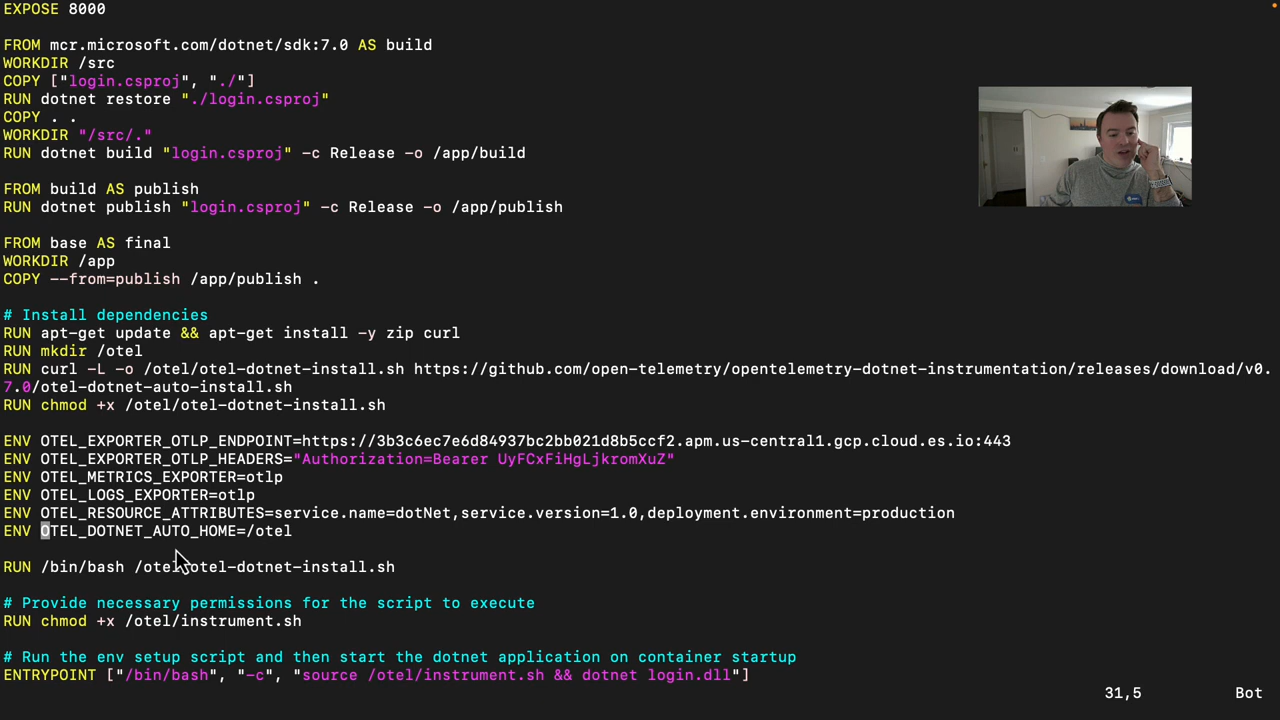 EXPOSE 8000
FROM mcr.microsoft.com/dotnet/sdk:7.0 AS build
WORKDIR /src
COPY ["login.csproj", "./"]
RUN dotnet restore "./login.csproj"
COPY . .
WORKDIR "/src/."
RUN dotnet build "login.csproj" -c Release -o /app/build
FROM build AS publish
RUN dotnet publish "login.csproj" -c Release -o /app/publish
FROM base AS final
WORKDIR /app
COPY --from=publish /app/publish .
# Install dependencies
RUN apt-get update && apt-get install -y zip curl
RUN mkdir /otel
RUN curl -L -o /otel/otel-dotnet-install.sh https://github.com/open-telemetry/opentelemetry-dotnet-instrumentation/releases/download/v0.
7.0/otel-dotnet-auto-install.sh
RUN chmod +x /otel/otel-dotnet-install.sh
ENV OTEL_EXPORTER_OTLP_ENDPOINT=https://3b3c6ec7e6d84937bc2bb021d8b5ccf2.apm.us-central1.gcp.cloud.es.io:443
ENV OTEL_EXPORTER_OTLP_HEADERS="Authorization=Bearer UyFCxFiHgLjkromXuZ"
ENV OTEL_METRICS_EXPORTER=otlp
ENV OTEL_LOGS_EXPORTER=otlp
ENV OTEL_RESOURCE_ATTRIBUTES=service.name=dotNet,service.version=1.0,deployment.environment=production
ENV OTEL_DOTNET_AUTO_HOME=/otel
RUN /bin/bash /otel/otel-dotnet-install.sh
# Provide necessary permissions for the script to execute
RUN chmod +x /otel/instrument.sh
# Run the env setup script and then start the dotnet application on container startup
ENTRYPOINT ["/bin/bash", "-c", "source /otel/instrument.sh && dotnet login.dll"]
31,5 Bot